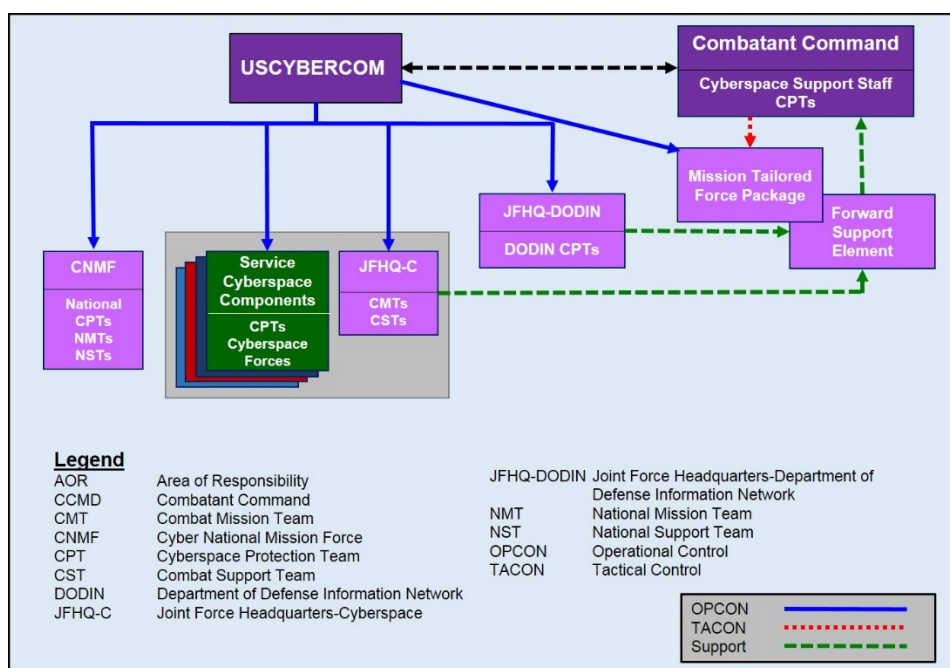 USCYBERCOM
Combatant Command
Cyberspace Support Staff
CPTs
Mission Tailored
Force Package
JFHQ-DODIN
DODIN CPTs
Forward
Support
Element
CNMF
National
CPTs
NMTs
NSTs
Service
Cyberspace
Components
CPTs
Cyberspace
Forces
JFHQ-C
CMTs
CSTs
Legend
AOR Area of Responsibility
CCMD Combatant Command
CMT Combat Mission Team
CNMF Cyber National Mission Force
CPT Cyberspace Protection Team
CST Combat Support Team
DODIN Department of Defense Information Network
JFHQ-C Joint Force Headquarters-Cyberspace
JFHQ-DODIN Joint Force Headquarters-Department of
Defense Information Network
NMT National Mission Team
NST National Support Team
OPCON Operational Control
TACON Tactical Control
OPCON
TACON
Support